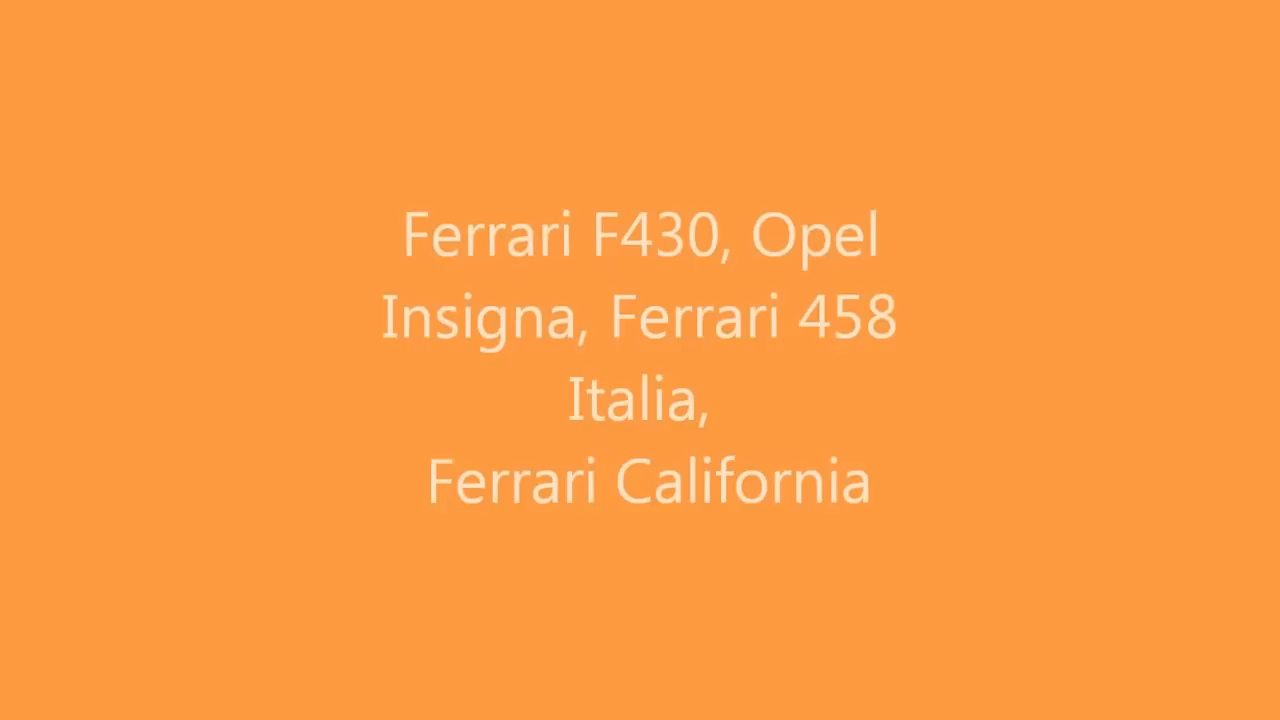 Ferrari F430, Opel
Insigna, Ferrari 458
Italia,
Ferrari California